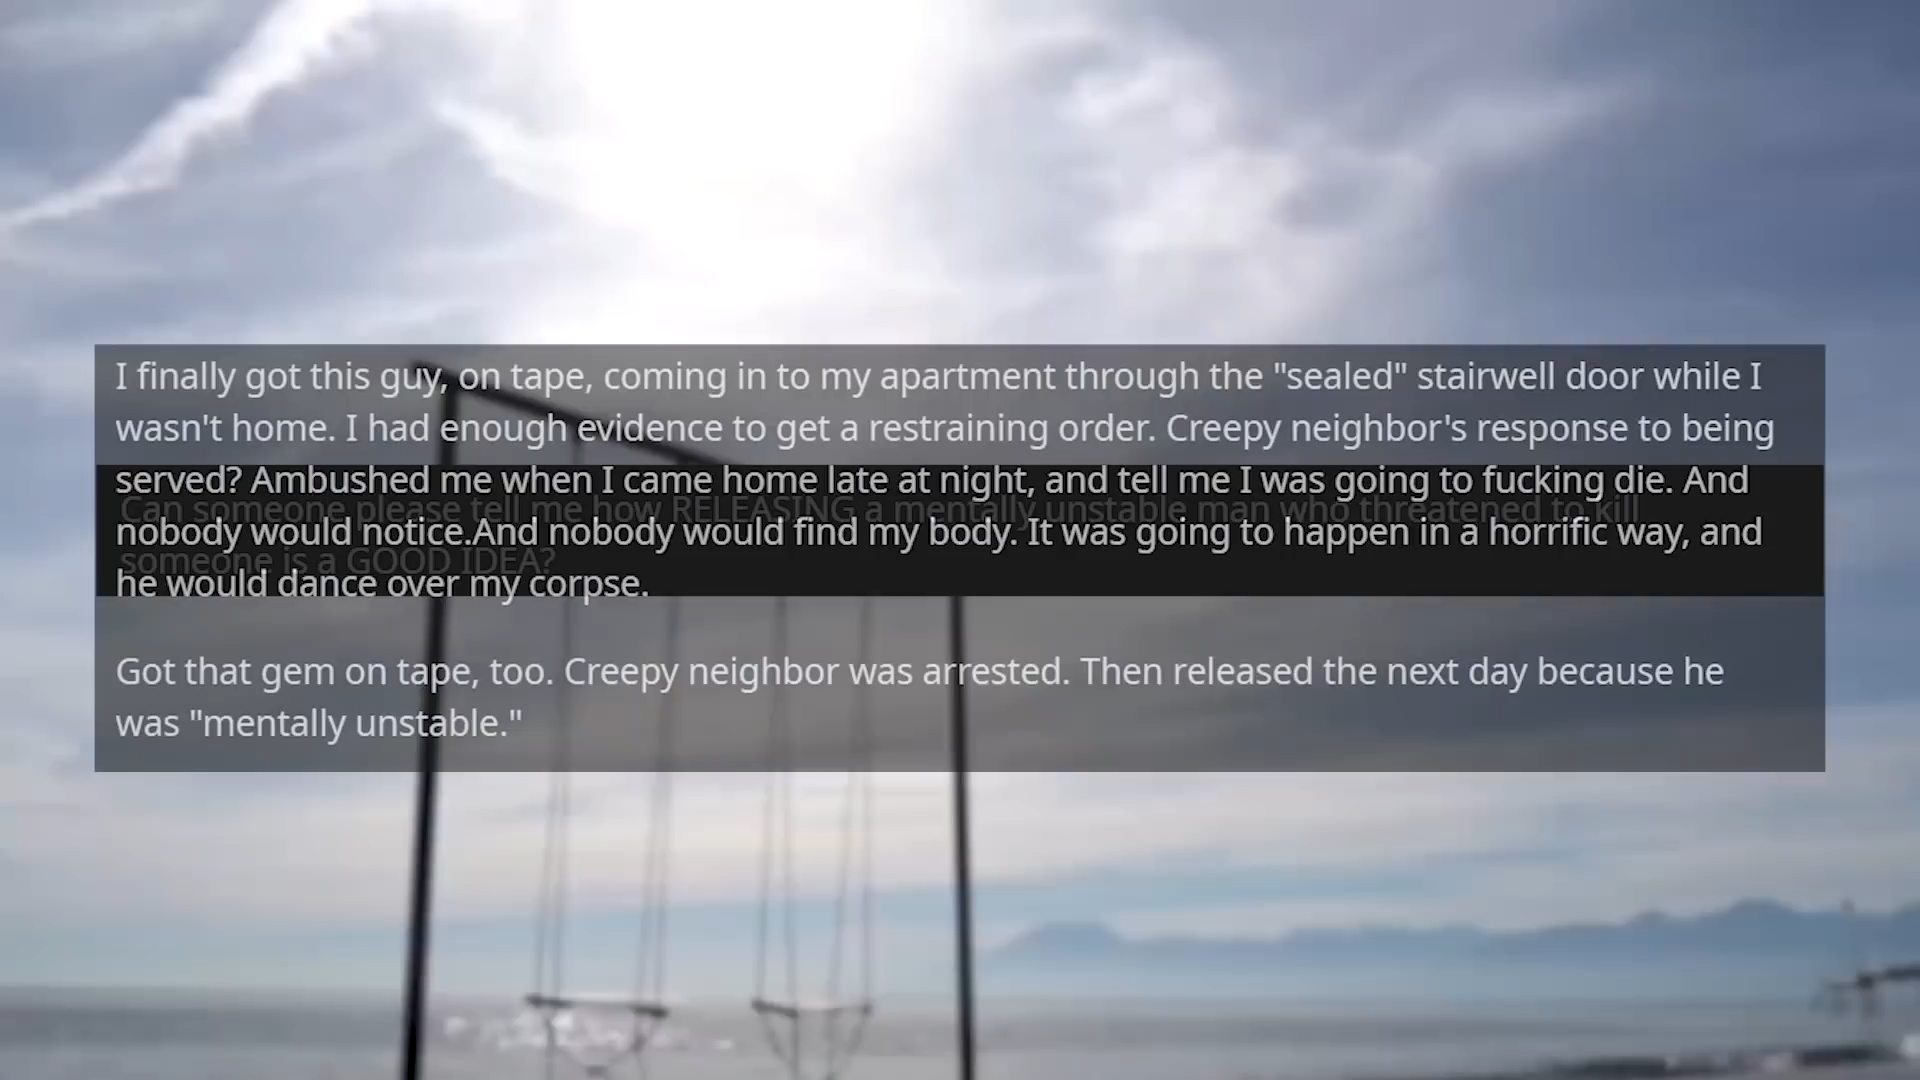 I finally got this guy, on tape, coming in to my apartment through the "sealed" stairwell door while I
wasn't home. I had enough evidence to get a restraining order. Creepy neighbor's response to being
served? Ambushed me when I came home late at night, and tell me I was going to fucking die. And
Can someone please tell me how RELEASING a mentally unstable man who threatened to kill
nobody would notice.And nobody would find my body. It was going to happen in a horrific way, and
someone is a GOOD IDEA?
he would dance over my corpse.
Got that gem on tape, too. Creepy neighbor was arrested. Then released the next day because he
was "mentally unstable."